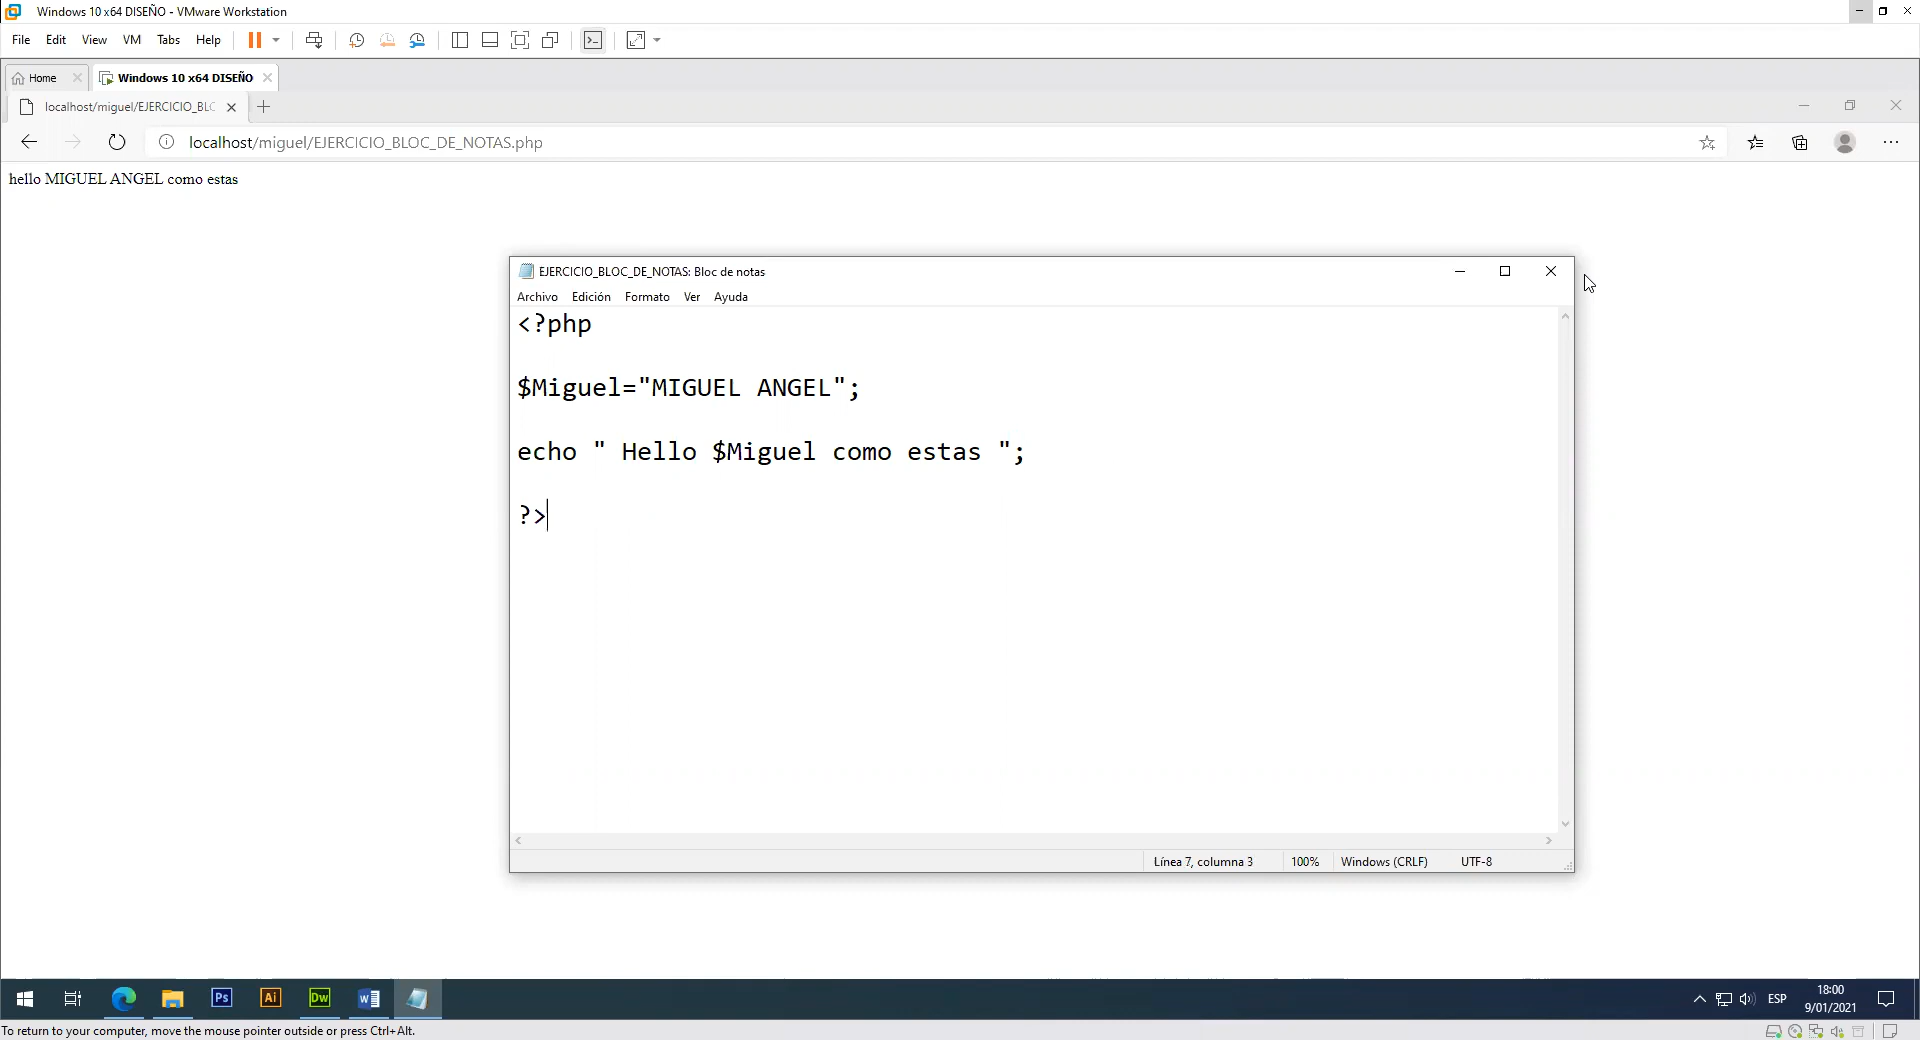 Windows 10 x64 DISEÑO - VMware Workstation
File Edit View VM Tabs Help
Home Windows 10 x64 DISEÑO
localhost/miguel/EJERCICIO_BLC
localhost/miguel/EJERCICIO_BLOC_DE_NOTAS.php
hello MIGUEL ANGEL como estas
EJERCICIO_BLOC_DE_NOTAS: Bloc de notas
Archivo Edición Formato Ver Ayuda
<?php
$Miguel="MIGUEL ANGEL";
echo " Hello $Miguel como estas ";
?>
Línea 7, columna 3 100% Windows (CRLF) UTF-8
Ps Ai Dw W
ESP
18:00
9/01/2021
To return to your computer, move the mouse pointer outside or press Ctrl+Alt.